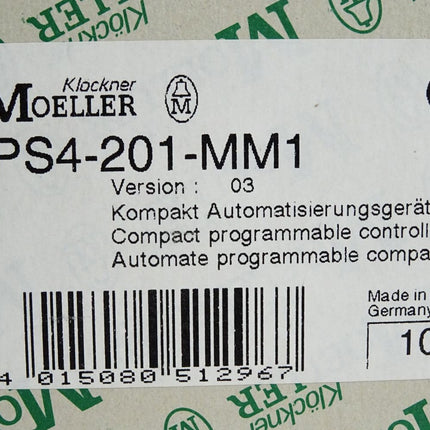 Klöckner
MOELLER
M
PS4-201-MM1
Version : 03
Kompakt Automatisierungsgerät
Compact programmable controll
Automate programmable compa
Made in
Germany
10
4 015080 512967
Klöckner